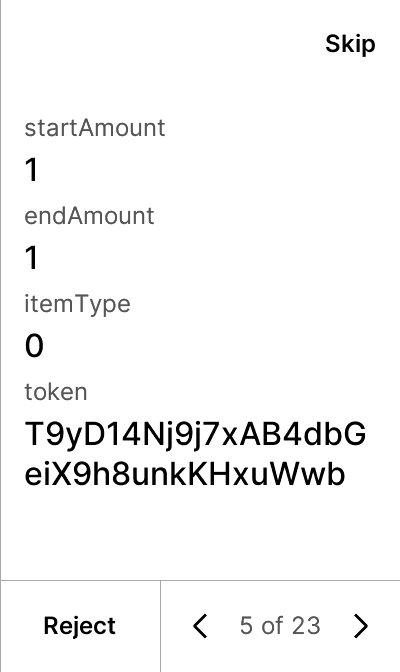 Skip
startAmount
1
endAmount
1
itemType
0
token
T9yD14Nj9j7xAB4dbG
eiX9h8unkKHxuWwb
Reject
5 of 23